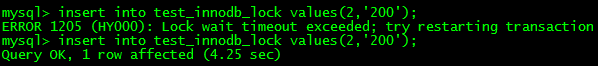 mysql> insert into test_innodb_lock values(2,'200');
ERROR 1205 (HY000): Lock wait timeout exceeded; try restarting transaction
mysql> insert into test_innodb_lock values(2,'200');
Query OK, 1 row affected (4.25 sec)